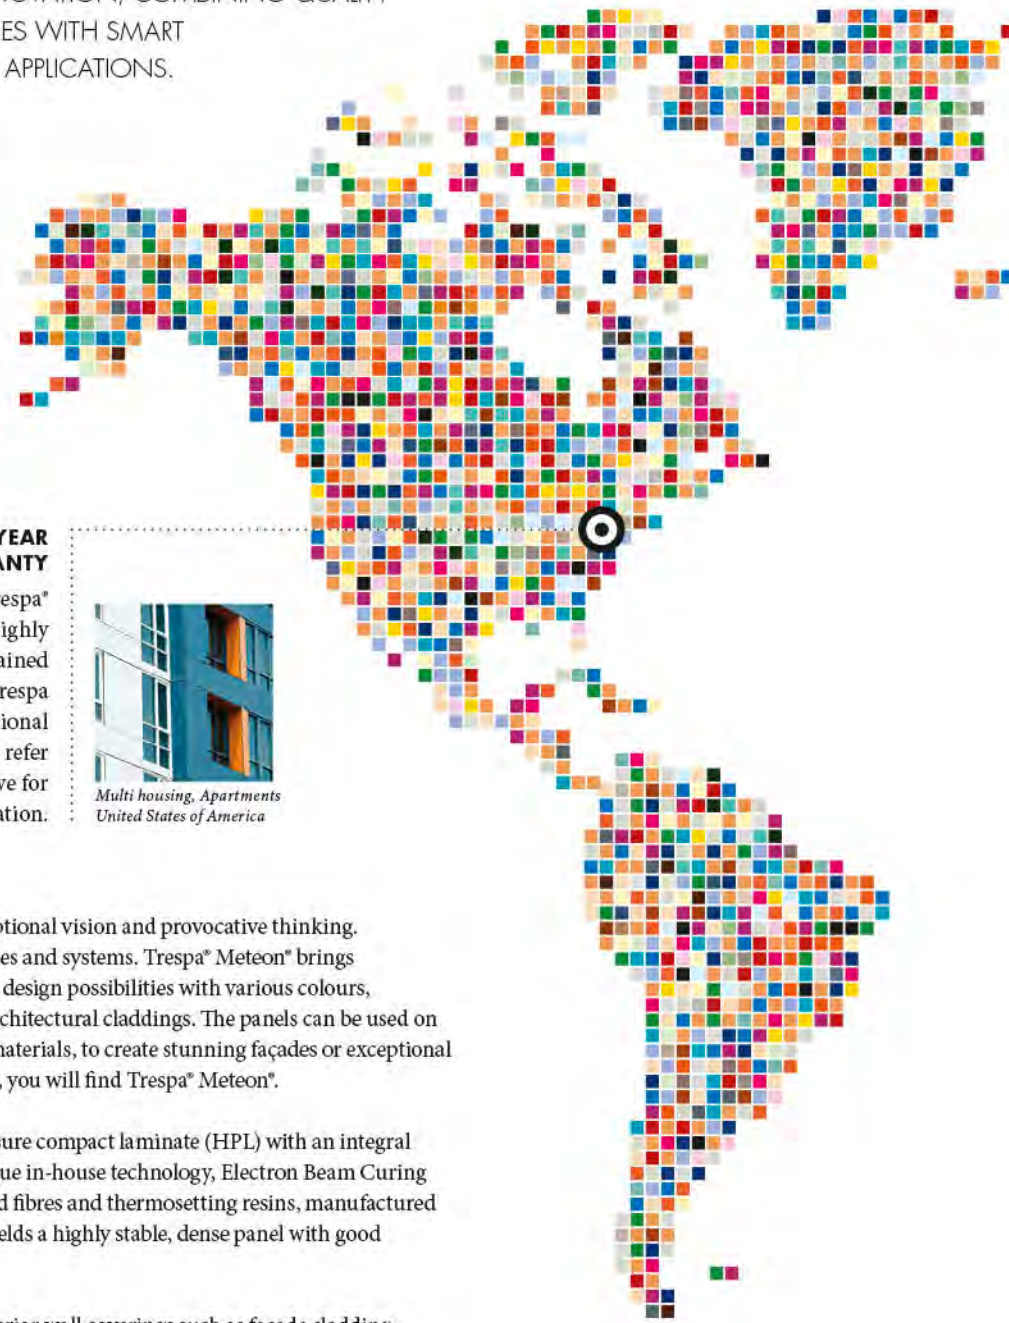 ES WITH SMART
APPLICATIONS.
YEAR
respa®
ighly
ained
respa
ional
refer
ve for
ation.
Multi housing, Apartments
United States of America
otional vision and provocative thinking.
es and systems. Trespa® Meteon® brings
design possibilities with various colours,
rchitectural claddings. The panels can be used on
naterials, to create stunning façades or exceptional
, you will find Trespa® Meteon®.
sure compact laminate (HPL) with an integral
ue in-house technology, Electron Beam Curing
d fibres and thermosetting resins, manufactured
elds a highly stable, dense panel with good